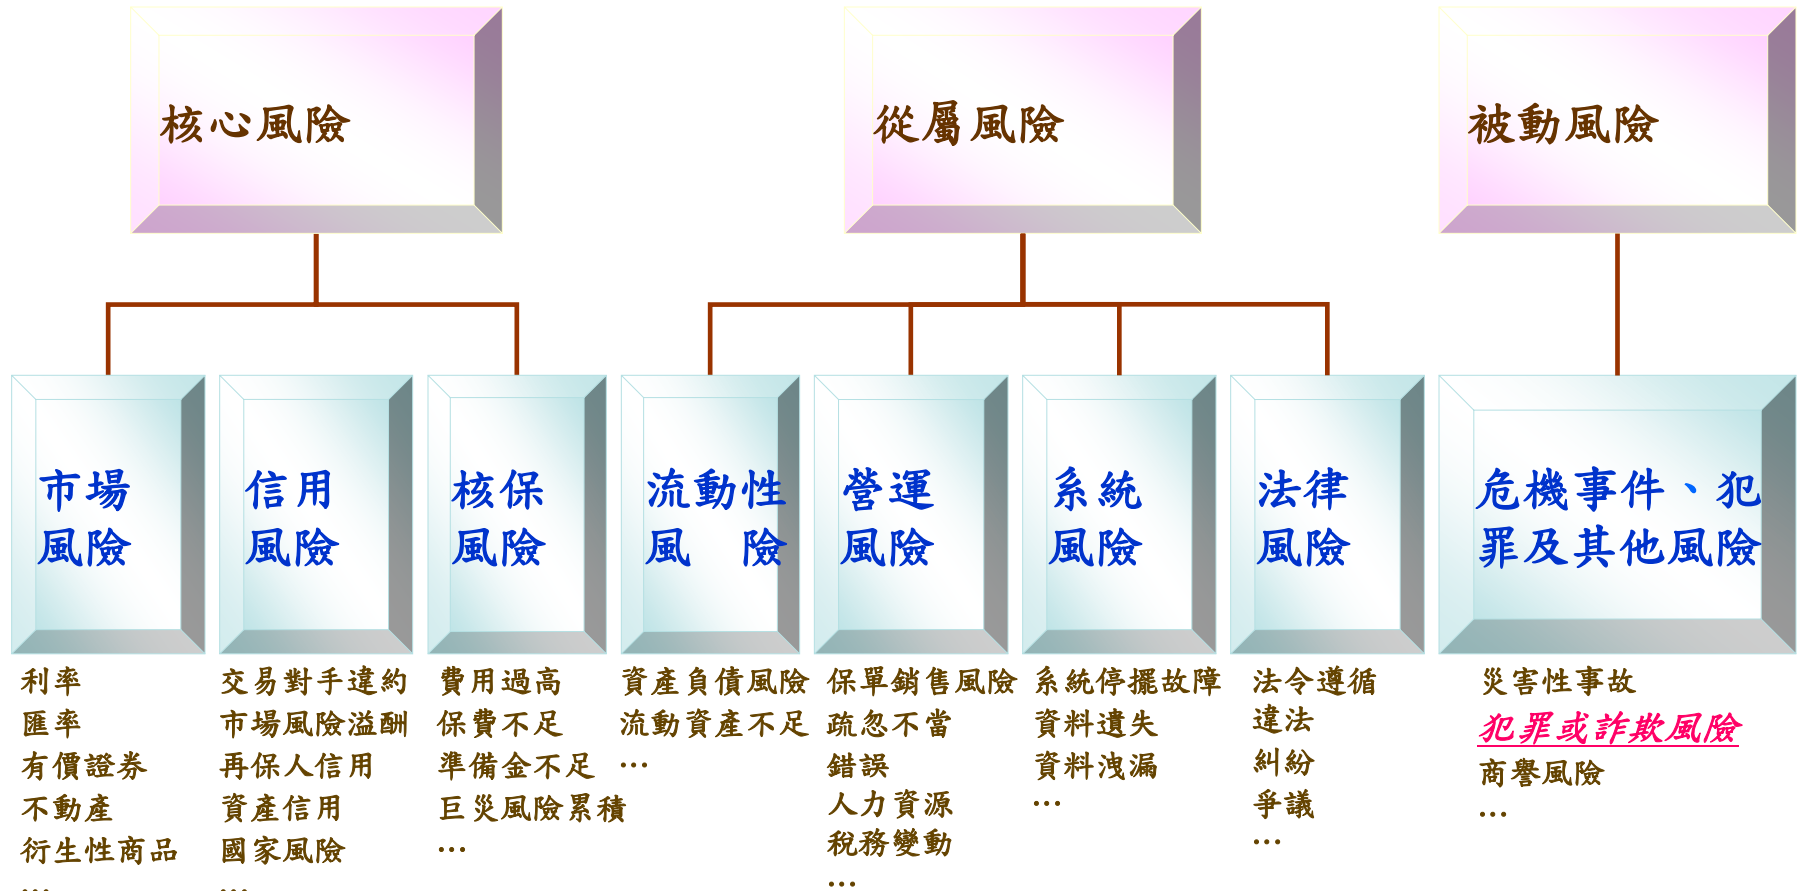 核心風險
從屬風險
被動風險
市場
風險
信用
風險
核保
風險
流動性
風　險
營運
風險
系統
風險
法律
風險
危機事件、犯
罪及其他風險
利率
匯率
有價證券
不動產
衍生性商品
…
交易對手違約
市場風險溢酬
再保人信用
資產信用
國家風險
…
費用過高
保費不足
準備金不足
巨災風險累積
…
資產負債風險
流動資產不足
…
保單銷售風險
疏忽不當
錯誤
人力資源
稅務變動
…
系統停擺故障
資料遺失
資料洩漏
…
法令遵循
違法
糾紛
爭議
…
災害性事故
犯罪或詐欺風險
商譽風險
…